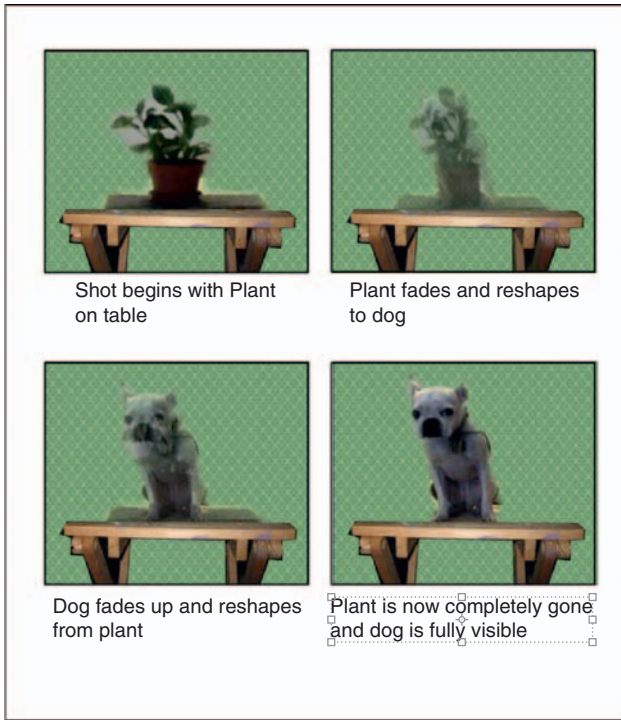 Shot begins with Plant
on table
Plant fades and reshapes
to dog
Dog fades up and reshapes
from plant
Plant is now completely gone
and dog is fully visible